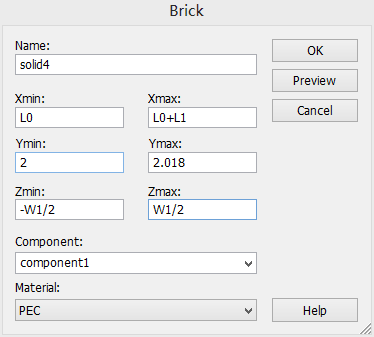 Brick
Name:
solid4
OK
Preview
Cancel
Xmin:
Xmax:
L0
L0+L1
Ymin:
Ymax:
2
2.018
Zmin:
Zmax:
-W1/2
W1/2
Component:
component1
Material:
PEC
Help